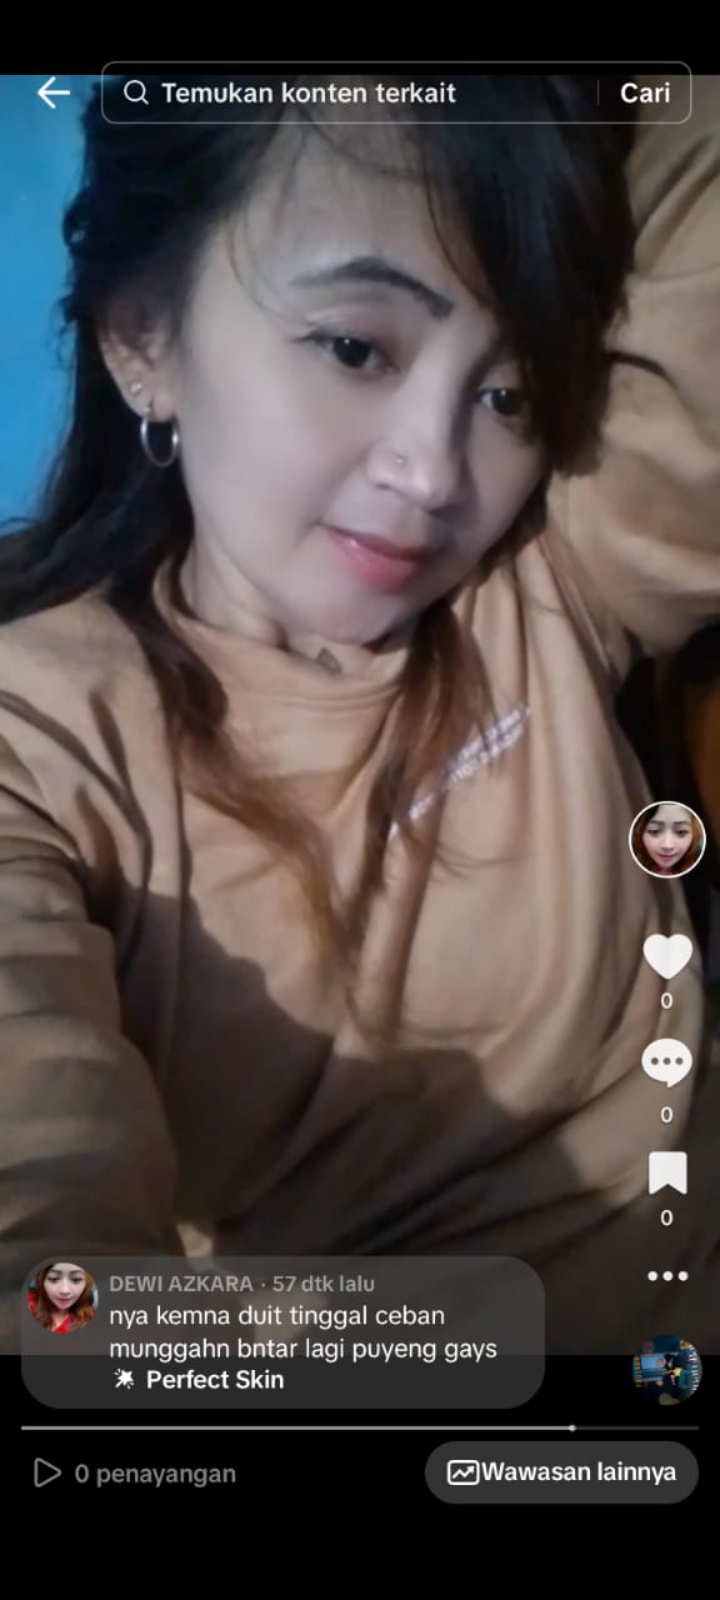 Temukan konten terkait Cari
DEWI AZKARA · 57 dtk lalu
nya kemna duit tinggal ceban
munggahn bntar lagi puyeng gays
Perfect Skin
0
0
0
0 penayangan
Wawasan lainnya